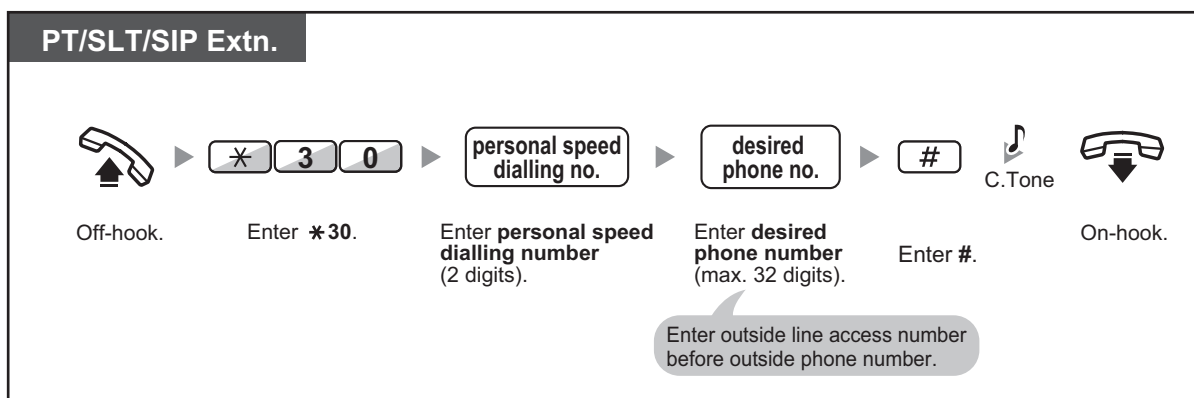 PT/SLT/SIP Extn.
✳ 3 0
personal speed
dialling no.
desired
phone no.
#
C.Tone
Off-hook.
Enter ✳30.
Enter personal speed
dialling number
(2 digits).
Enter desired
phone number
(max. 32 digits).
Enter #.
On-hook.
Enter outside line access number
before outside phone number.